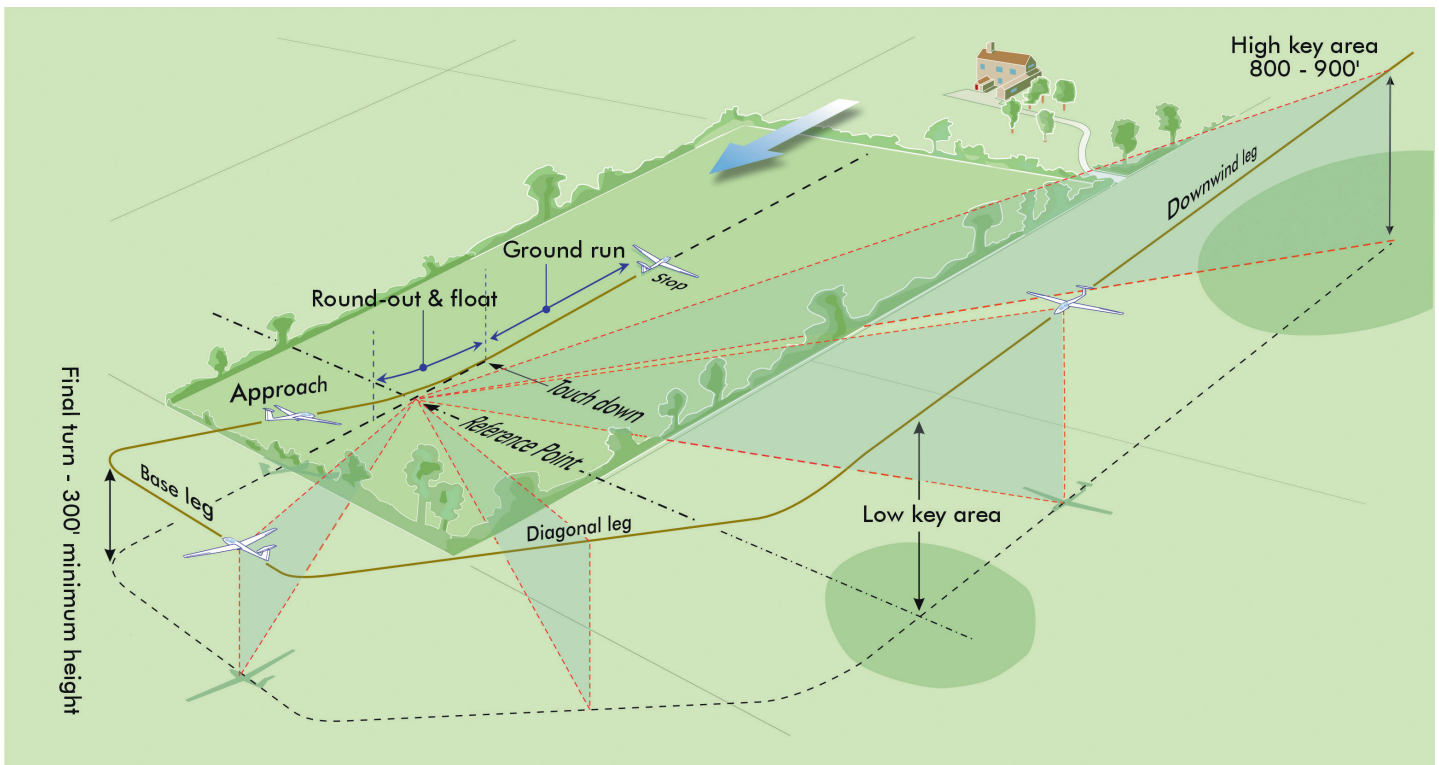 High key area
800 - 900'
Downwind leg
Ground run
Stop
Round-out & float
Approach
Touch down
Reference Point
Base leg
Diagonal leg
Low key area
Final turn - 300' minimum height